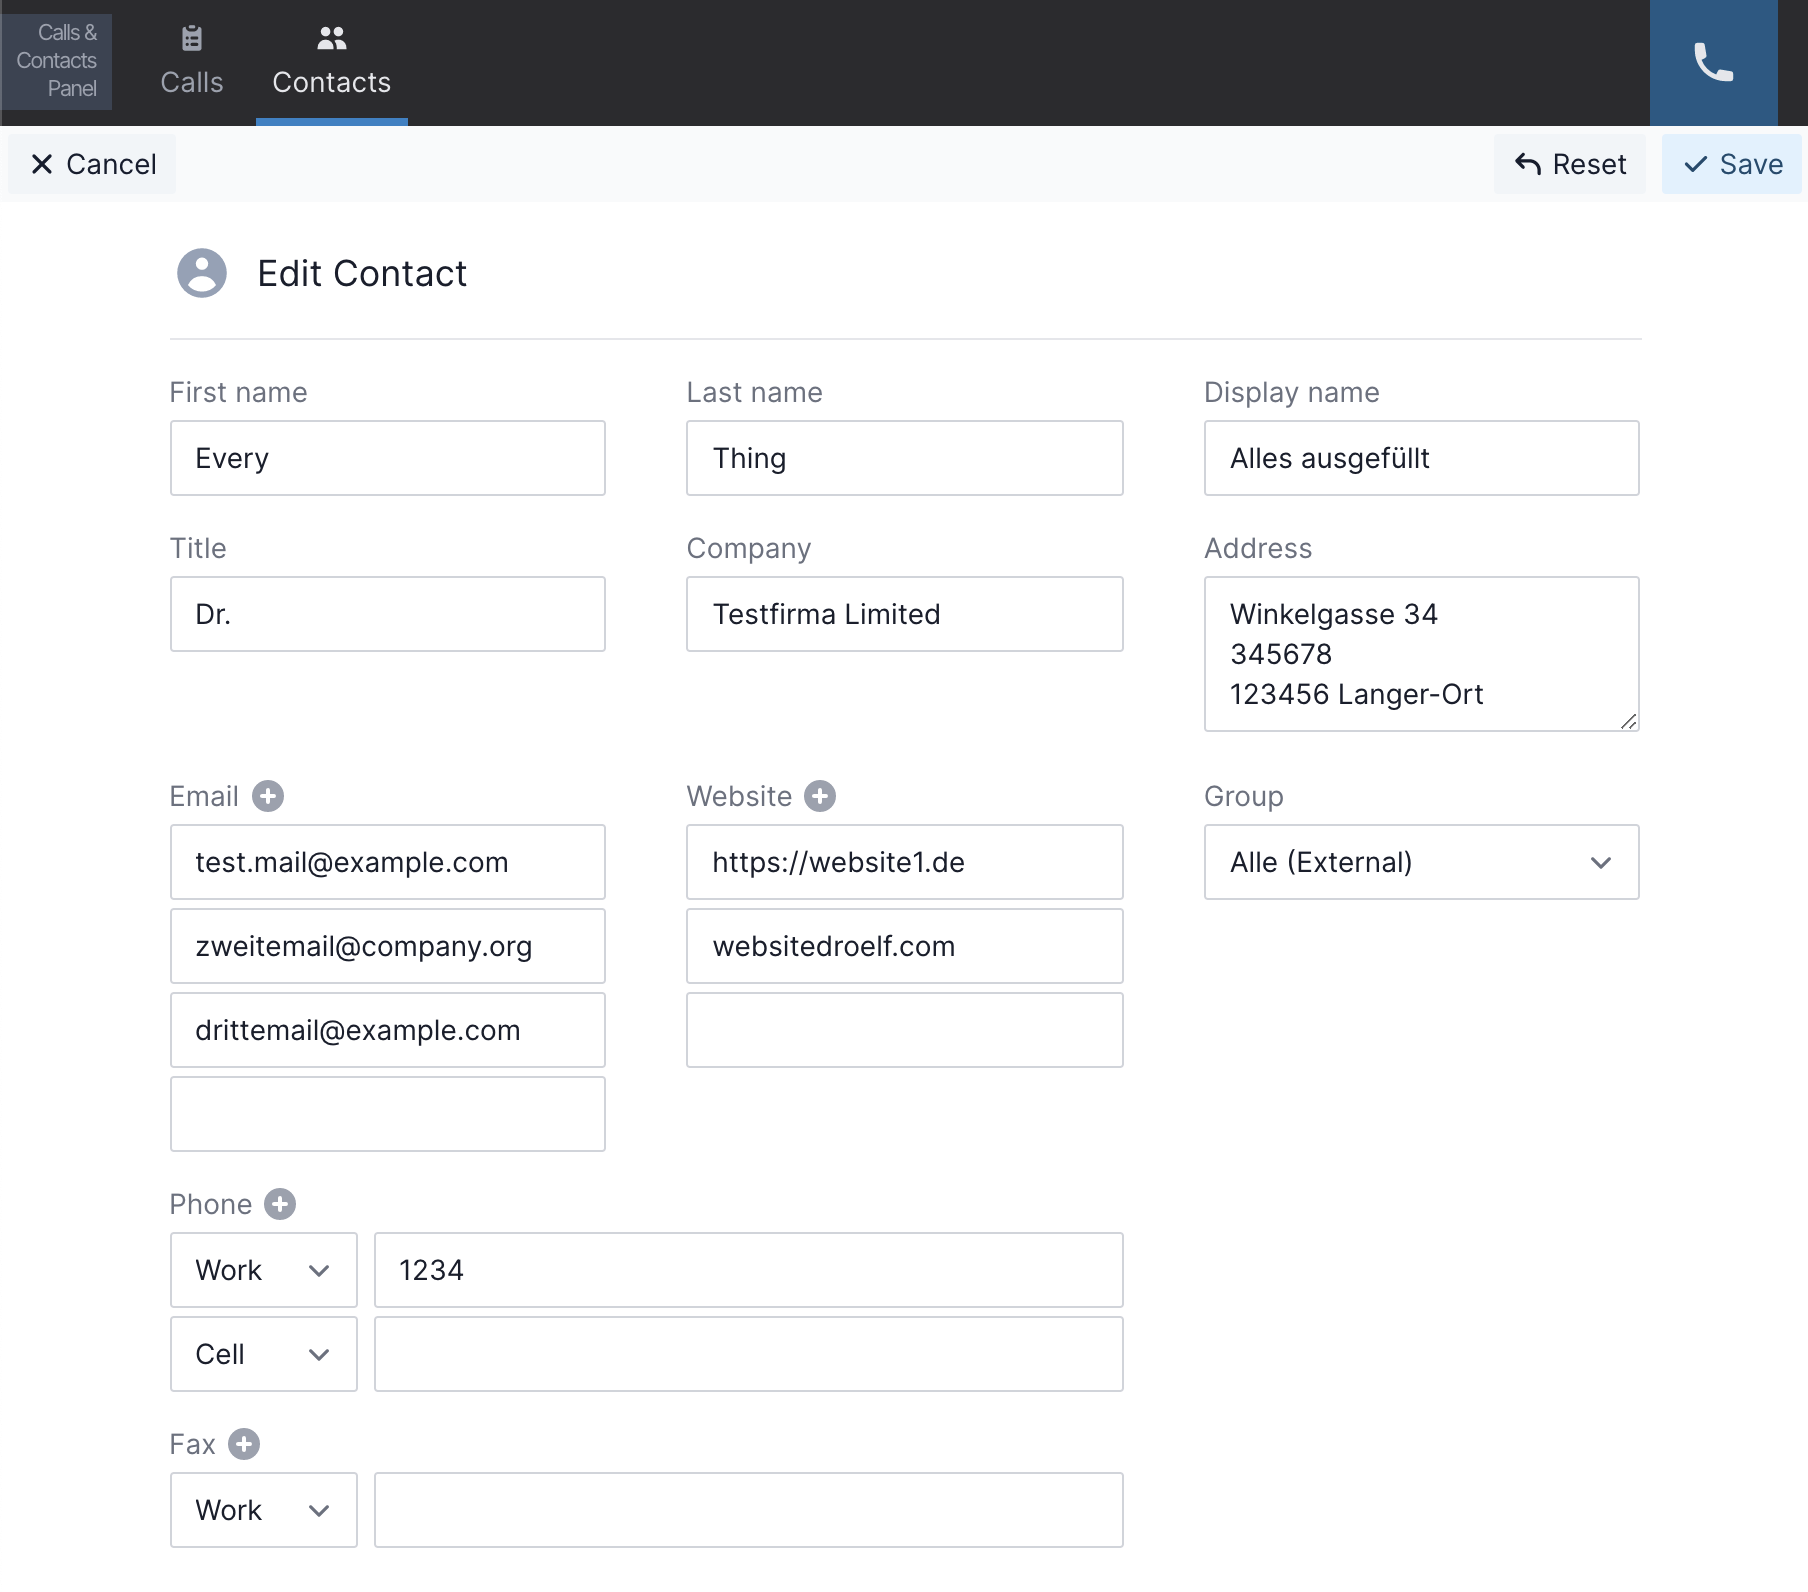 Calls &
Contacts
Panel
Calls
Contacts
Cancel
Reset
Save
Edit Contact
First name
Last name
Display name
Every
Thing
Alles ausgefüllt
Title
Company
Address
Dr.
Testfirma Limited
Winkelgasse 34
345678
123456 Langer-Ort
Email
Website
Group
test.mail@example.com
https://website1.de
Alle (External)
zweitemail@company.org
websitedroelf.com
drittemail@example.com
Phone
Work
1234
Cell
Fax
Work